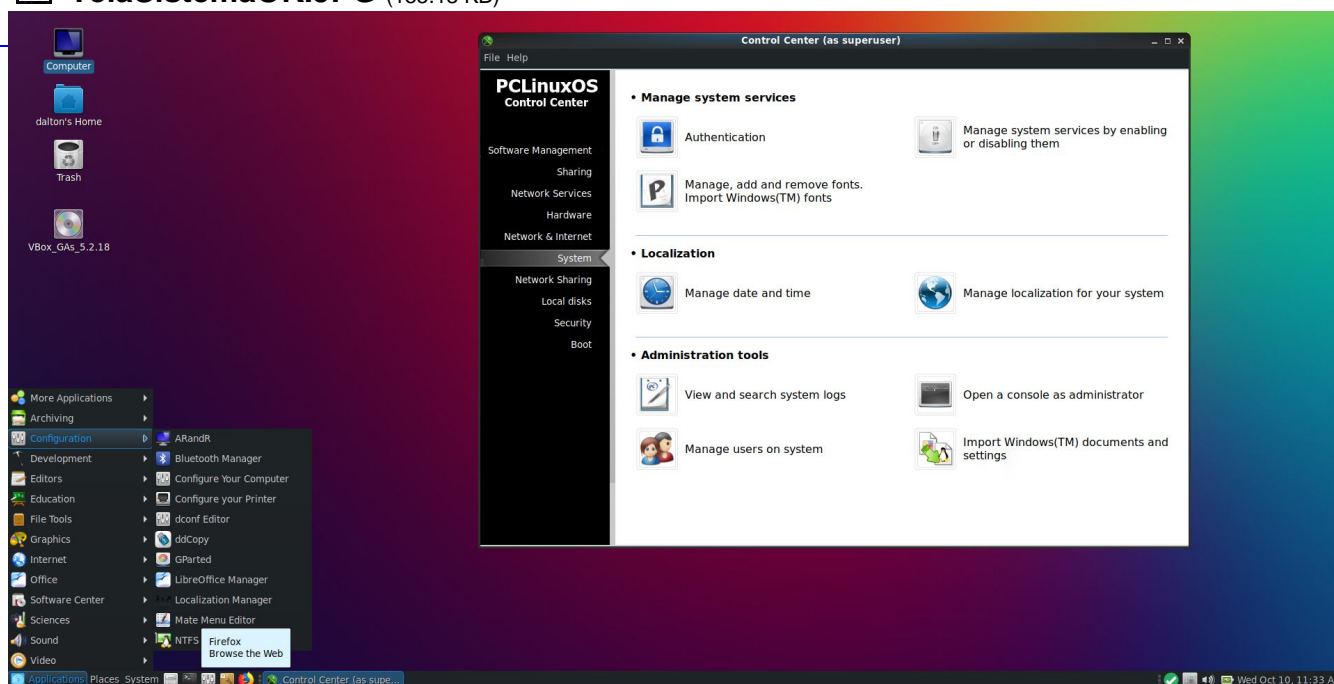 Computer
dalton's Home
Trash
VBox_GAs_5.2.18
Control Center (as superuser)
File Help
PCLinuxOS
Control Center
Software Management
Sharing
Network Services
Hardware
Network & Internet
System
Network Sharing
Local disks
Security
Boot
• Manage system services
Authentication
Manage system services by enabling
or disabling them
Manage, add and remove fonts.
Import Windows(TM) fonts
• Localization
Manage date and time
Manage localization for your system
• Administration tools
View and search system logs
Open a console as administrator
Manage users on system
Import Windows(TM) documents and
settings
More Applications
Archiving
Configuration
Development
Editors
Education
File Tools
Graphics
Internet
Office
Software Center
Sciences
Sound
Video
ARandR
Bluetooth Manager
Configure Your Computer
Configure your Printer
dconf Editor
ddCopy
GParted
LibreOffice Manager
Localization Manager
Mate Menu Editor
NTFS
Firefox
Browse the Web
Applications Places System
Control Center (as supe...
Wed Oct 10, 11:33